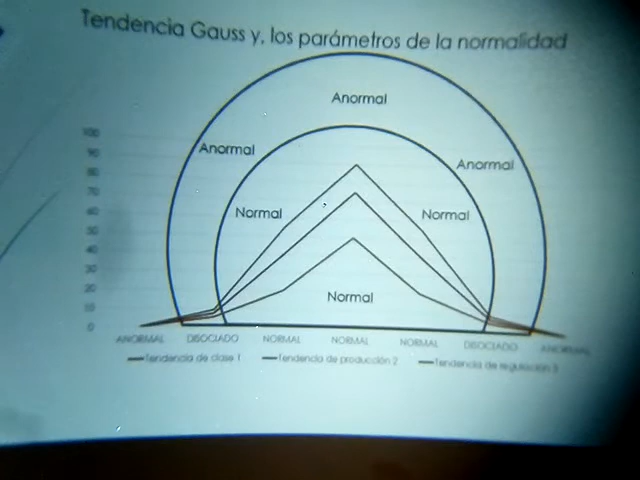 Tendencia Gauss y, los parámetros de la normalidad
Anormal
Anormal
Anormal
Normal
Normal
Normal
100
90
80
70
60
50
40
30
20
10
0
ANORMAL DISOCIADO NORMAL NORMAL NORMAL DISOCIADO ANORMAL
Tendencia de clase 1 Tendencia de producción 2 Tendencia de regulación 3